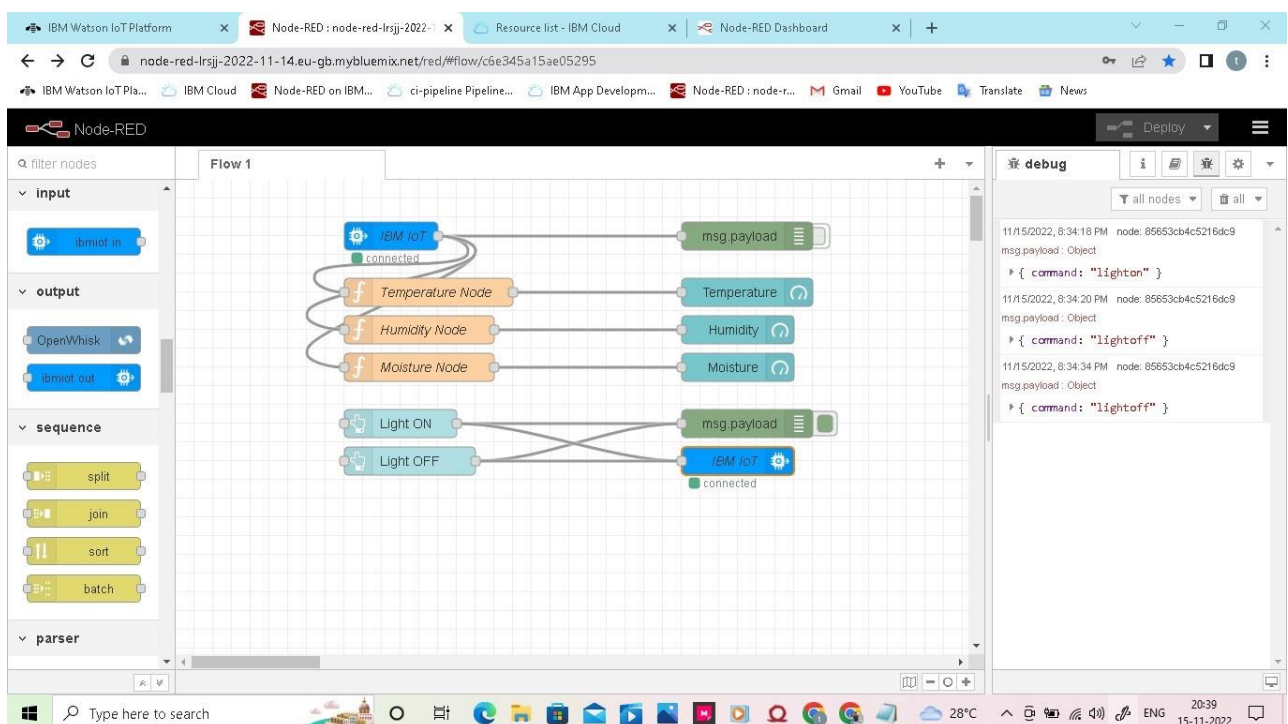 IBM Watson IoT Platform
Node-RED : node-red-lrsjj-2022-1
Resource list - IBM Cloud
Node-RED Dashboard
node-red-lrsjj-2022-11-14.eu-gb.mybluemix.net/red/#flow/c6e345a15ae05295
t
IBM Watson IoT Pla...
IBM Cloud
Node-RED on IBM...
ci-pipeline Pipeline...
IBM App Developm...
Node-RED : node-r...
Gmail
YouTube
Translate
News
Node-RED
Deploy
filter nodes
Flow 1
debug
i
input
all nodes
all
ibmiot in
IBM IoT
connected
msg.payload
11/15/2022, 8:34:16 PM node: 85653cb4c5216dc9
msg.payload : Object
{ command: "lighton" }
output
f Temperature Node
Temperature
11/15/2022, 8:34:20 PM node: 85653cb4c5216dc9
msg.payload : Object
{ command: "lightoff" }
OpenWhisk
f Humidity Node
Humidity
ibmiot out
f Moisture Node
Moisture
11/15/2022, 8:34:34 PM node: 85653cb4c5216dc9
msg.payload : Object
{ command: "lightoff" }
sequence
Light ON
msg.payload
Light OFF
IBM IoT
connected
split
join
sort
batch
parser
Type here to search
28°C
ENG
20:39